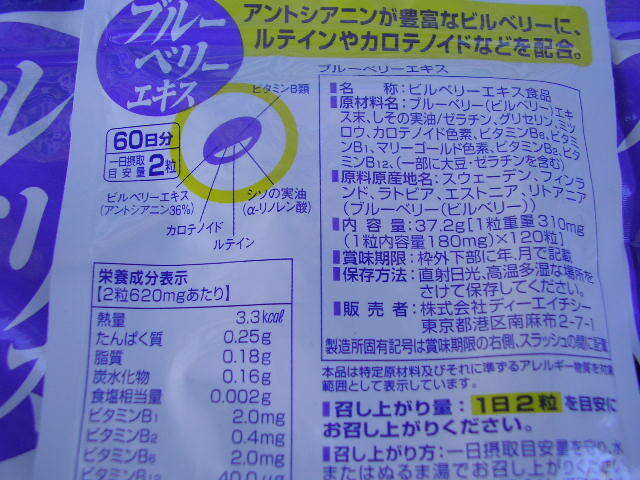 ブルーベリーエキス
アントシアニンが豊富なビルベリーに、
ルテインやカロテノイドなどを配合。
ブルーベリーエキス
ビタミンB類
60日分
一日摂取目安量2粒
ビルベリーエキス
(アントシアニン36%)
シソの実油
(α-リノレン酸)
カロテノイド
ルテイン
■名 称:ビルベリーエキス食品
■原材料名:ブルーベリー(ビルベリー)エキ
ス末、しその実油/ゼラチン、グリセリン、ミツ
ロウ、カロテノイド色素、ビタミンB6、ビタミ
ンB1、マリーゴールド色素、ビタミンB2、ビタ
ミンB12、(一部に大豆・ゼラチンを含む)
■原料原産地名:スウェーデン、フィンラ
ンド、ラトビア、エストニア、リトアニア
(ブルーベリー(ビルベリー))
■内 容 量:37.2g[1粒重量310mg
(1粒内容量180mg)×120粒]
■賞味期限:枠外下部に年.月で記載
■保存方法:直射日光、高温多湿な場所を
さけて保存してください。
■販 売 者:株式会社ディーエイチシー
東京都港区南麻布2-7-1
製造所固有記号は賞味期限の右側、スラッシュの間に記載
栄養成分表示
[2粒620mgあたり]
熱量 3.3kcal
たんぱく質 0.25g
脂質 0.18g
炭水化物 0.16g
食塩相当量 0.002g
ビタミンB1 2.0mg
ビタミンB2 0.4mg
ビタミンB6 2.0mg
ビタミンB12 40.0μg
本品は特定原材料及びそれに準ずるアレルギー物質を対象
範囲として表示しています。
■召し上がり量:1日2粒を目安に
お召し上がりください。
■召し上がり方:一日摂取目安量を守り、水
またはぬるま湯でお召し上がりください